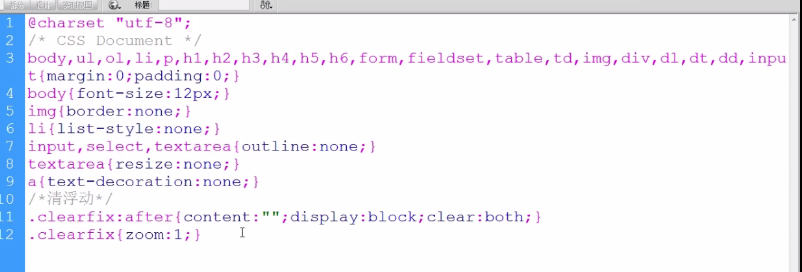 标题:
1 @charset "utf-8";
2 /* CSS Document */
3 body,ul,ol,li,p,h1,h2,h3,h4,h5,h6,form,fieldset,table,td,img,div,dl,dt,dd,inpu
t{margin:0;padding:0;}
4 body{font-size:12px;}
5 img{border:none;}
6 li{list-style:none;}
7 input,select,textarea{outline:none;}
8 textarea{resize:none;}
9 a{text-decoration:none;}
10 /*清浮动*/
11 .clearfix:after{content:"";display:block;clear:both;}
12 .clearfix{zoom:1;}